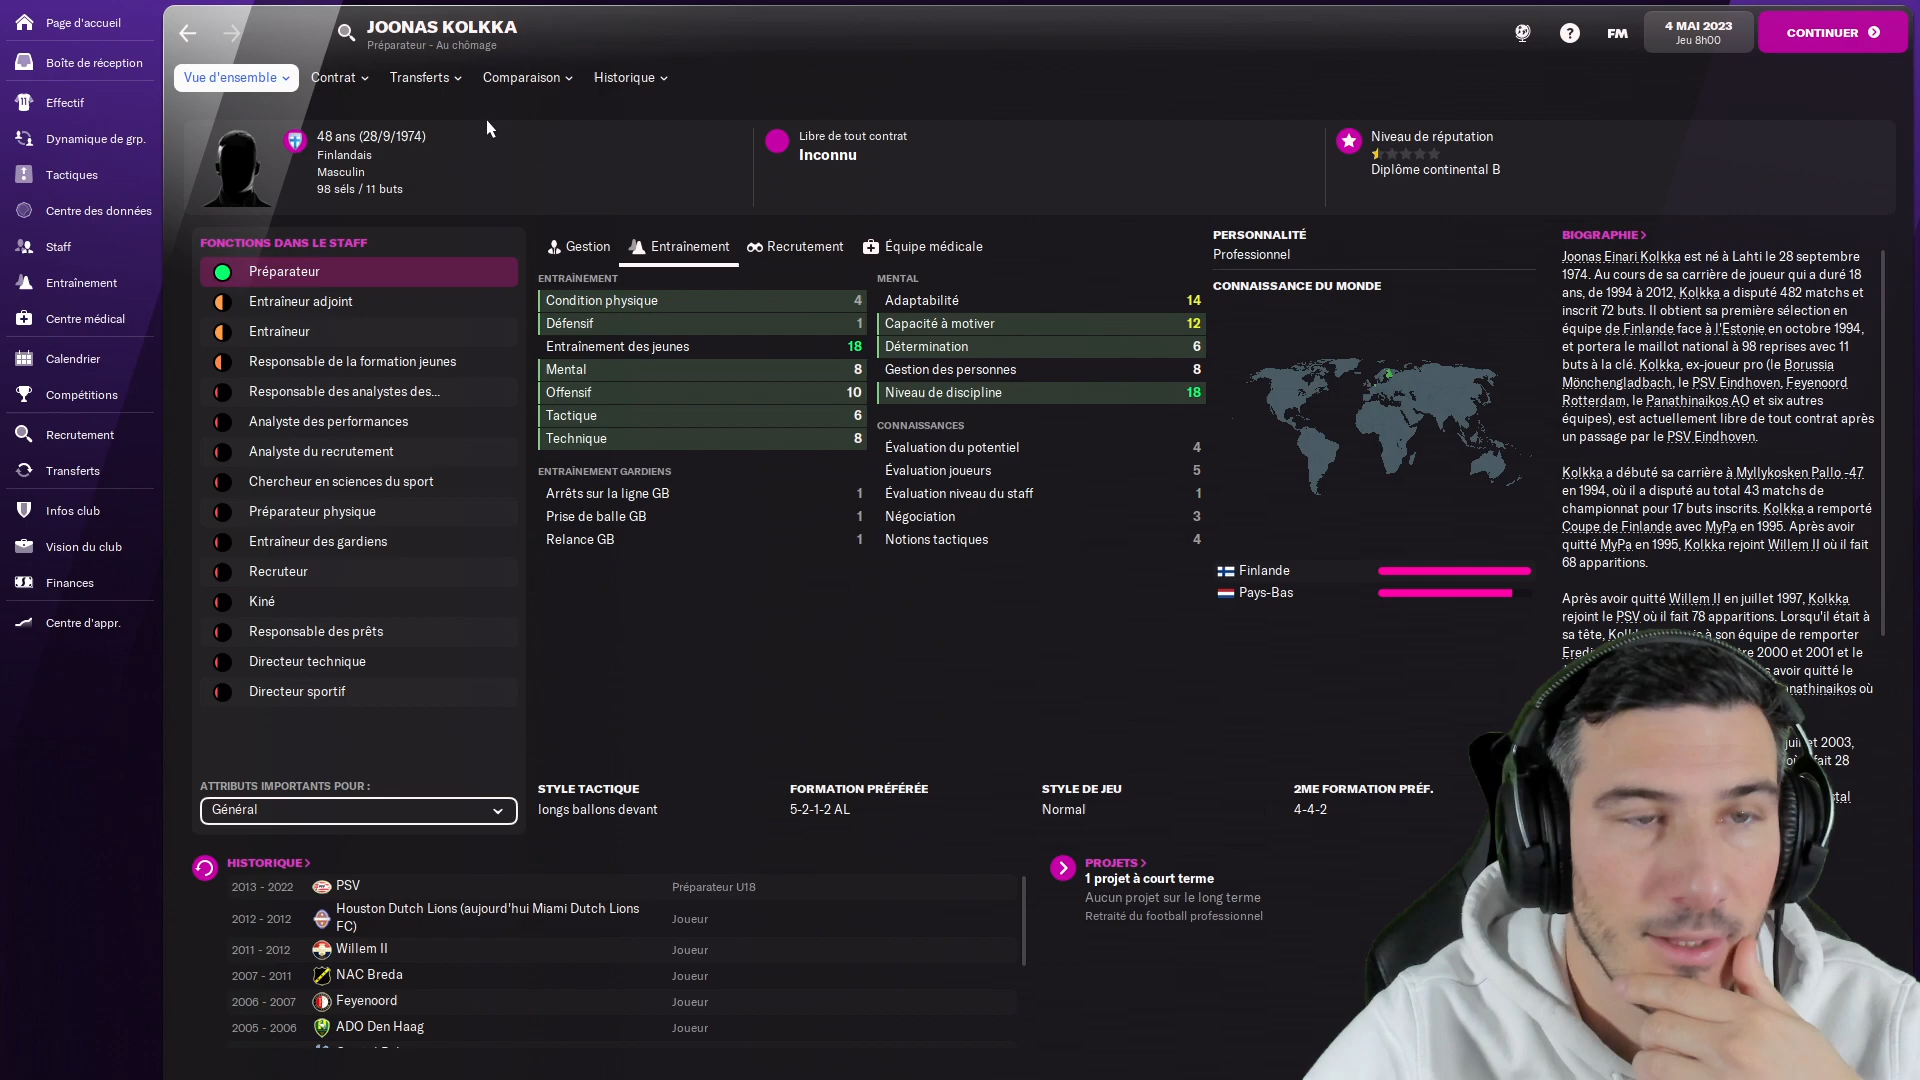 Page d'accueil
Boîte de réception
Effectif
Dynamique de grp.
Tactiques
Centre des données
Staff
Entraînement
Centre médical
Calendrier
Compétitions
Recrutement
Transferts
Infos club
Vision du club
Finances
Centre d'appr.
JOONAS KOLKKA
Préparateur - Au chômage
FM
4 MAI 2023
Jeu 8h00
CONTINUER
Vue d'ensemble
Contrat
Transferts
Comparaison
Historique
48 ans (28/9/1974)
Finlandais
Masculin
98 séls / 11 buts
Libre de tout contrat
Inconnu
Niveau de réputation
Diplôme continental B
FONCTIONS DANS LE STAFF
Préparateur
Entraîneur adjoint
Entraîneur
Responsable de la formation jeunes
Responsable des analystes des...
Analyste des performances
Analyste du recrutement
Chercheur en sciences du sport
Préparateur physique
Entraîneur des gardiens
Recruteur
Kiné
Responsable des prêts
Directeur technique
Directeur sportif
ATTRIBUTS IMPORTANTS POUR :
Général
Gestion
Entraînement
Recrutement
Équipe médicale
ENTRAÎNEMENT
Condition physique 4
Défensif 1
Entraînement des jeunes 18
Mental 8
Offensif 10
Tactique 6
Technique 8
ENTRAÎNEMENT GARDIENS
Arrêts sur la ligne GB 1
Prise de balle GB 1
Relance GB 1
MENTAL
Adaptabilité 14
Capacité à motiver 12
Détermination 6
Gestion des personnes 8
Niveau de discipline 18
CONNAISSANCES
Évaluation du potentiel 4
Évaluation joueurs 5
Évaluation niveau du staff 1
Négociation 3
Notions tactiques 4
PERSONNALITÉ
Professionnel
CONNAISSANCE DU MONDE
Finlande
Pays-Bas
BIOGRAPHIE >
Joonas Einari Kolkka est né à Lahti le 28 septembre
1974. Au cours de sa carrière de joueur qui a duré 18
ans, de 1994 à 2012, Kolkka a disputé 482 matchs et
inscrit 72 buts. Il obtient sa première sélection en
équipe de Finlande face à l'Estonie en octobre 1994,
et portera le maillot national à 98 reprises avec 11
buts à la clé. Kolkka, ex-joueur pro (le Borussia
Mönchengladbach, le PSV Eindhoven, Feyenoord
Rotterdam, le Panathinaikos AO et six autres
équipes), est actuellement libre de tout contrat après
un passage par le PSV Eindhoven.
Kolkka a débuté sa carrière à Myllykosken Pallo -47
en 1994, où il a disputé au total 43 matchs de
championnat pour 17 buts inscrits. Kolkka a remporté
Coupe de Finlande avec MyPa en 1995. Après avoir
quitté MyPa en 1995, Kolkka rejoint Willem II où il fait
68 apparitions.
Après avoir quitté Willem II en juillet 1997, Kolkka
rejoint le PSV où il fait 78 apparitions. Lorsqu'il était à
sa tête, à son équipe de remporter
entre 2000 et 2001 et le
avoir quitté le
Panathinaikos où
juillet 2003,
fait 28
STYLE TACTIQUE
longs ballons devant
FORMATION PRÉFÉRÉE
5-2-1-2 AL
STYLE DE JEU
Normal
2ME FORMATION PRÉF.
4-4-2
HISTORIQUE >
2013 - 2022 PSV Préparateur U18
2012 - 2012 Houston Dutch Lions (aujourd'hui Miami Dutch Lions
FC) Joueur
2011 - 2012 Willem II Joueur
2007 - 2011 NAC Breda Joueur
2006 - 2007 Feyenoord Joueur
2005 - 2006 ADO Den Haag Joueur
PROJETS >
1 projet à court terme
Aucun projet sur le long terme
Retraité du football professionnel